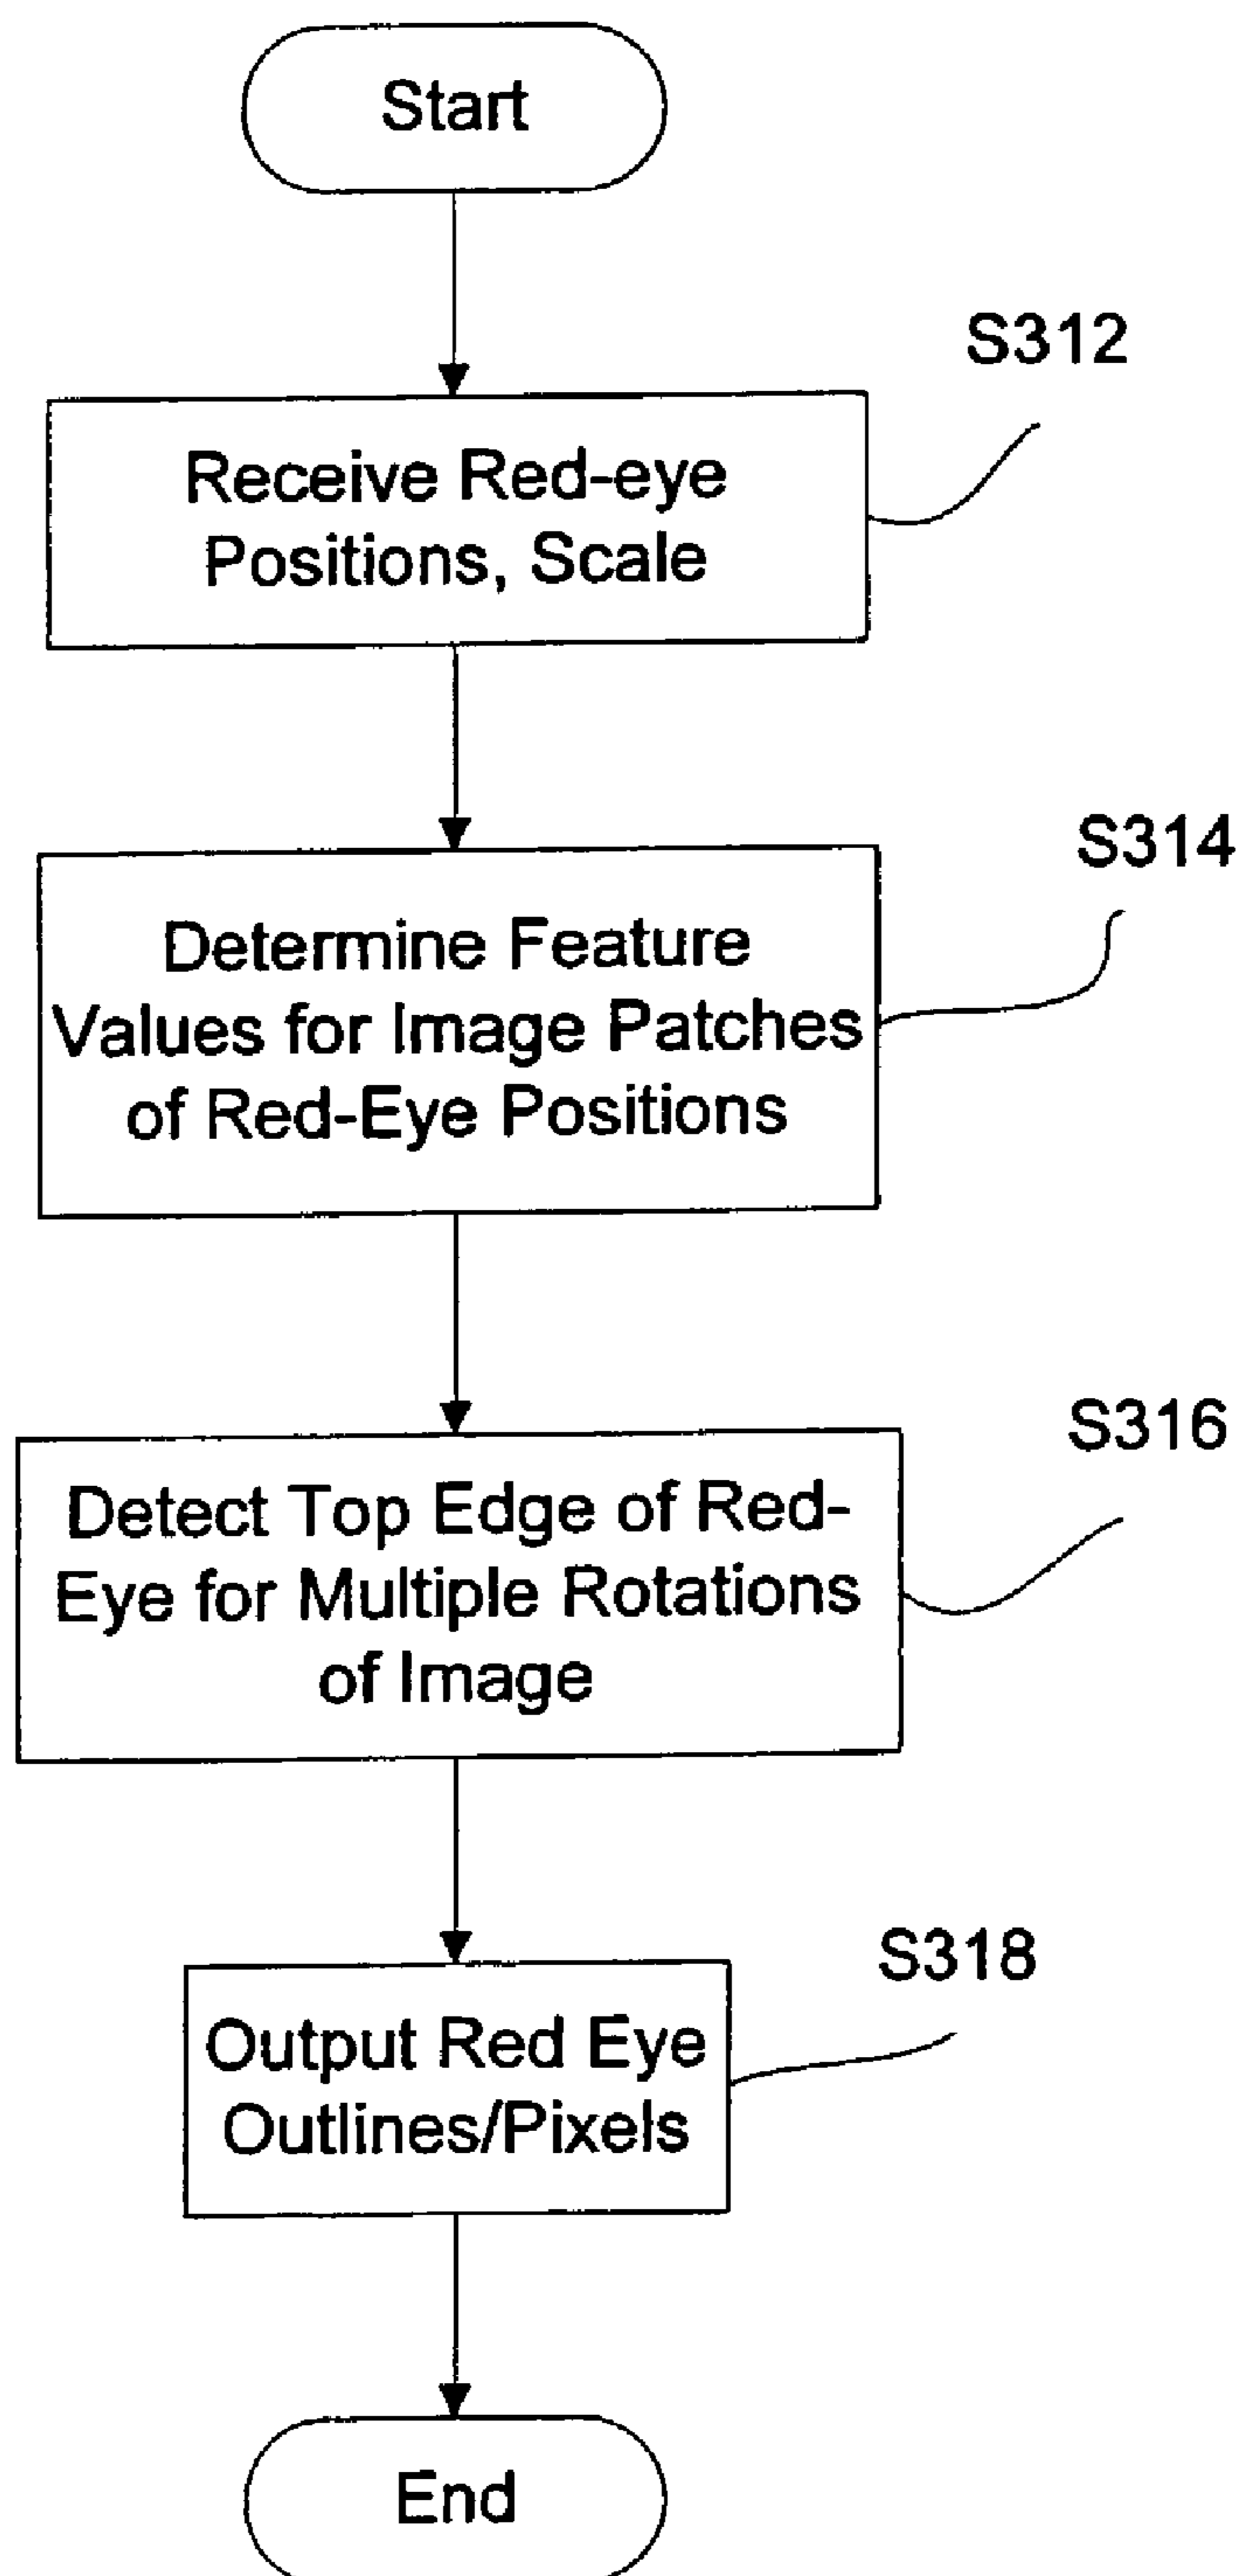 Start
S312
Receive Red-eye
Positions, Scale
S314
Determine Feature
Values for Image Patches
of Red-Eye Positions
S316
Detect Top Edge of Red-
Eye for Multiple Rotations
of Image
S318
Output Red Eye
Outlines/Pixels
End